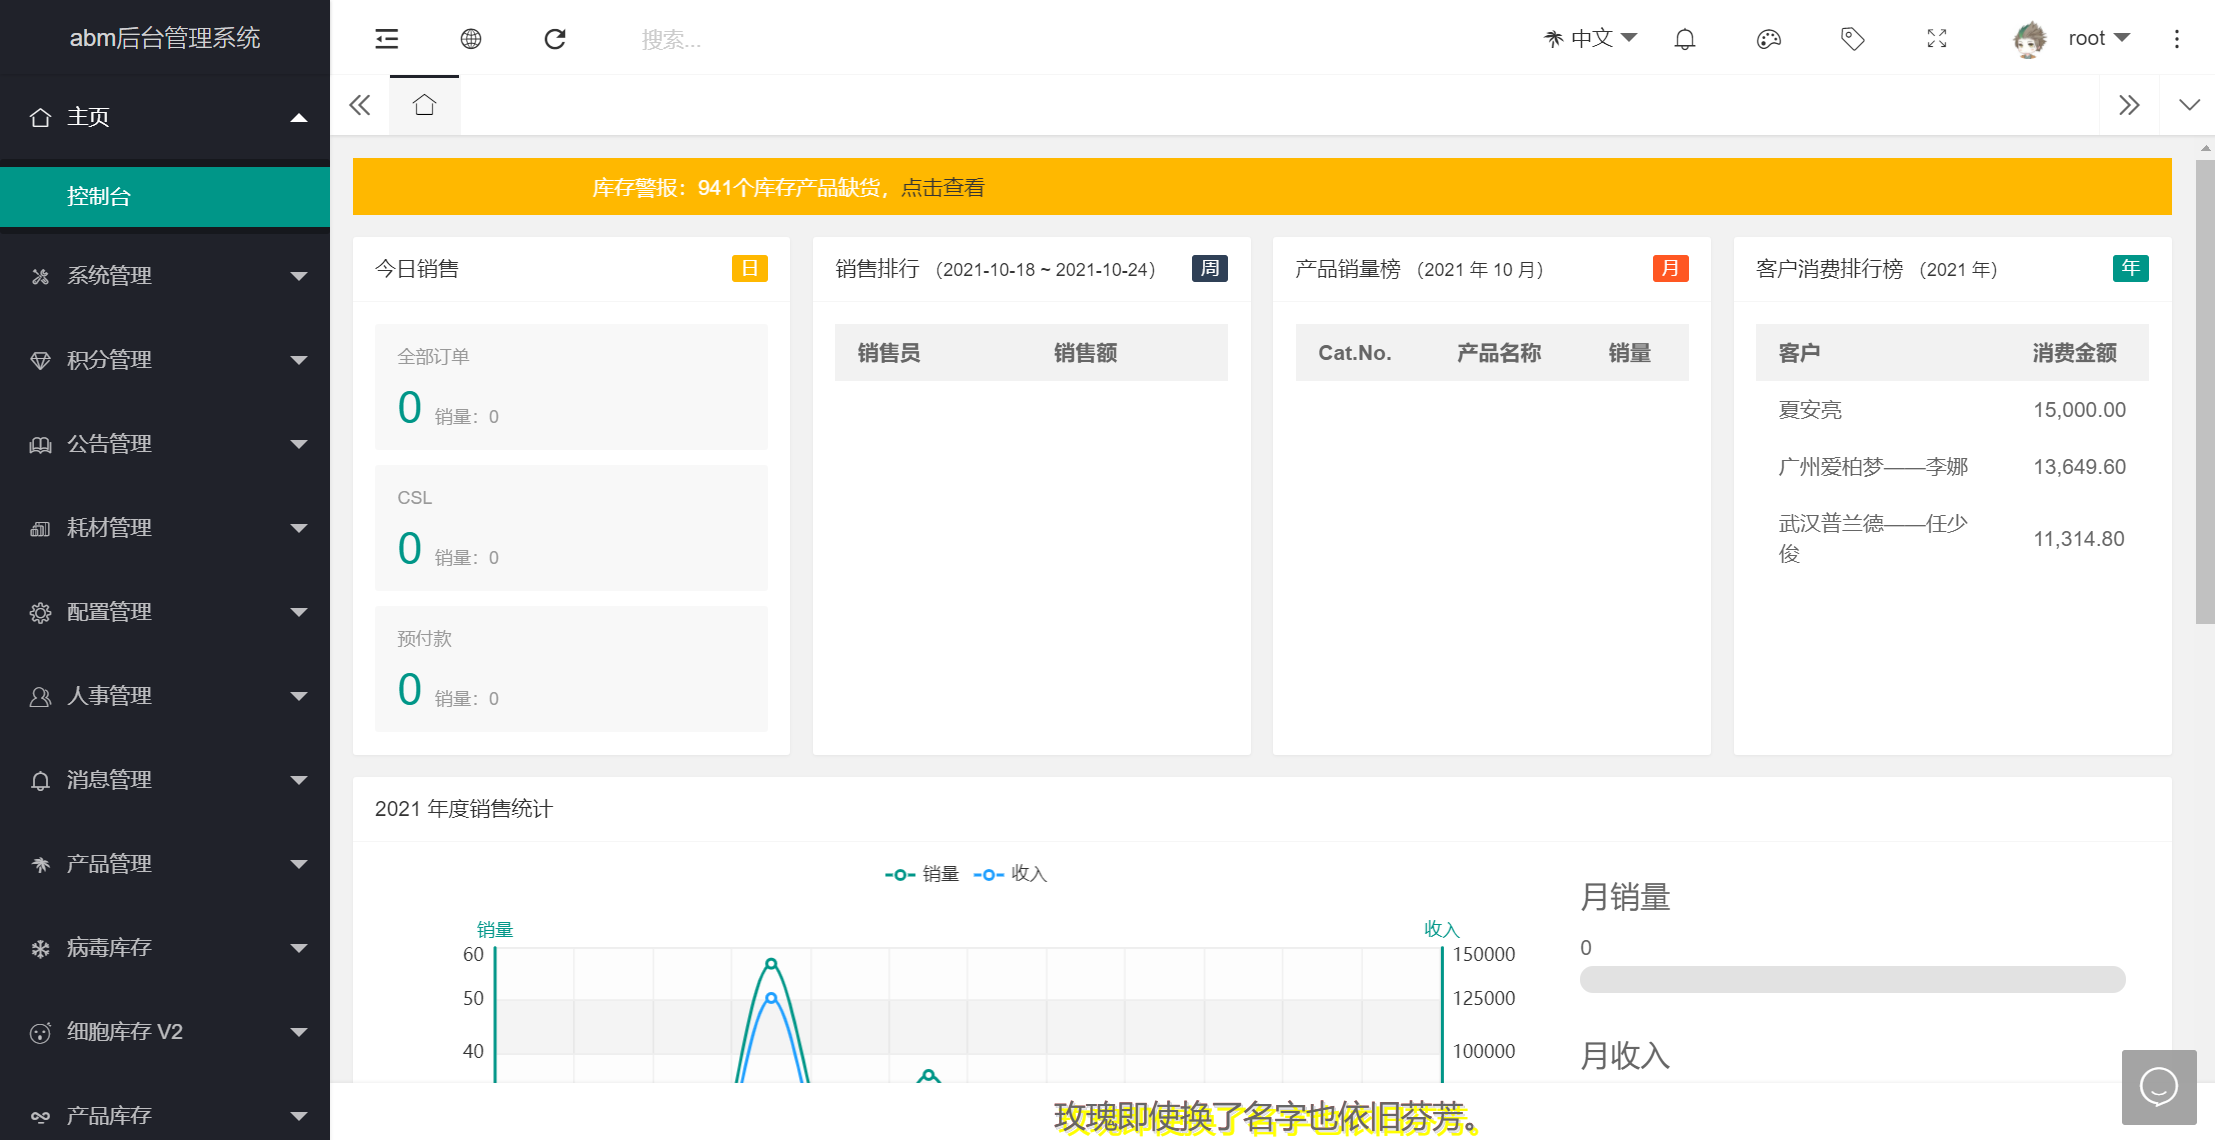 abm后台管理系统
搜索...
中文
root
主页
控制台
系统管理
积分管理
公告管理
耗材管理
配置管理
人事管理
消息管理
产品管理
病毒库存
细胞库存 V2
产品库存
库存警报：941个库存产品缺货，点击查看
今日销售
日
全部订单
0 销量：0
CSL
0 销量：0
预付款
0 销量：0
销售排行 （2021-10-18 ~ 2021-10-24）
周
销售员 销售额
产品销量榜 （2021 年 10 月）
月
Cat.No. 产品名称 销量
客户消费排行榜 （2021 年）
年
客户 消费金额
夏安亮 15,000.00
广州爱柏梦——李娜 13,649.60
武汉普兰德——任少
俊 11,314.80
2021 年度销售统计
销量 收入
销量 收入
60 150000
50 125000
40 100000
月销量
0
月收入
玫瑰即使换了名字也依旧芬芳。